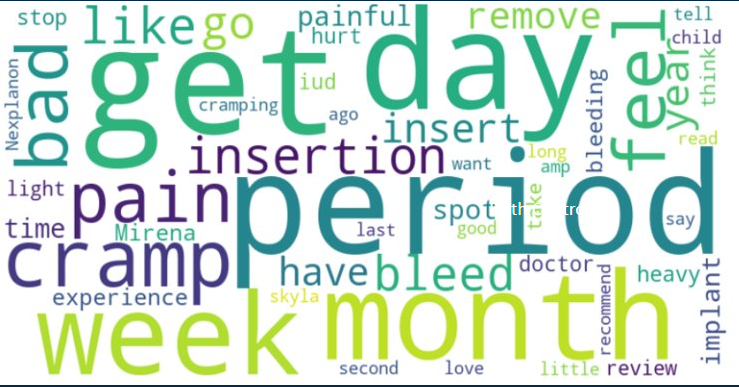 stop
like
go
painful
hurt
remove
tell
child
Nexplanon
bad
get
cramping
iud
ago
day
insert
bleeding
feel
year
think
read
insertion
want
long
amp
light
pain
period
time
Mirena
last
spot
good
take
say
cramp
have
bleed
doctor
heavy
implant
experience
skyla
week
month
recommend
second
love
little
review